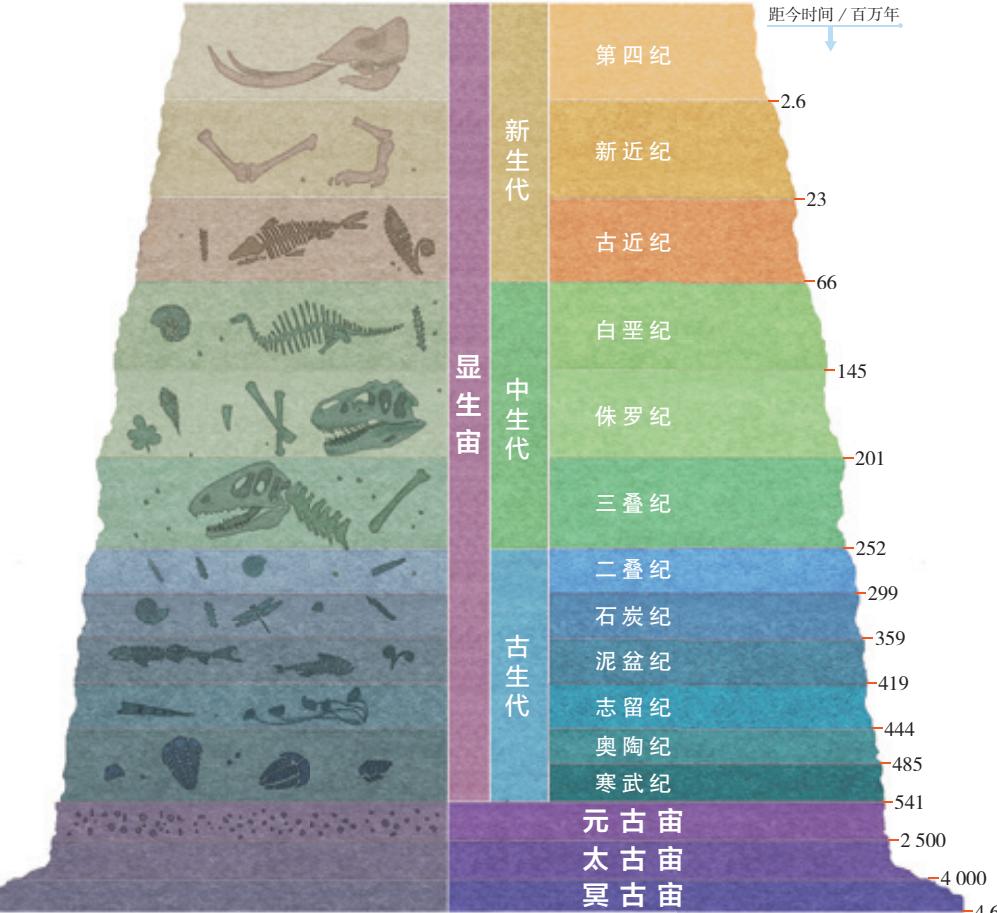 距今时间 / 百万年
第四纪
2.6
新近纪
23
古近纪
66
新生代
白垩纪
145
侏罗纪
201
三叠纪
252
中生代
显生宙
二叠纪
299
石炭纪
359
泥盆纪
419
志留纪
444
奥陶纪
485
寒武纪
541
古生代
元古宙
2 500
太古宙
4 000
冥古宙